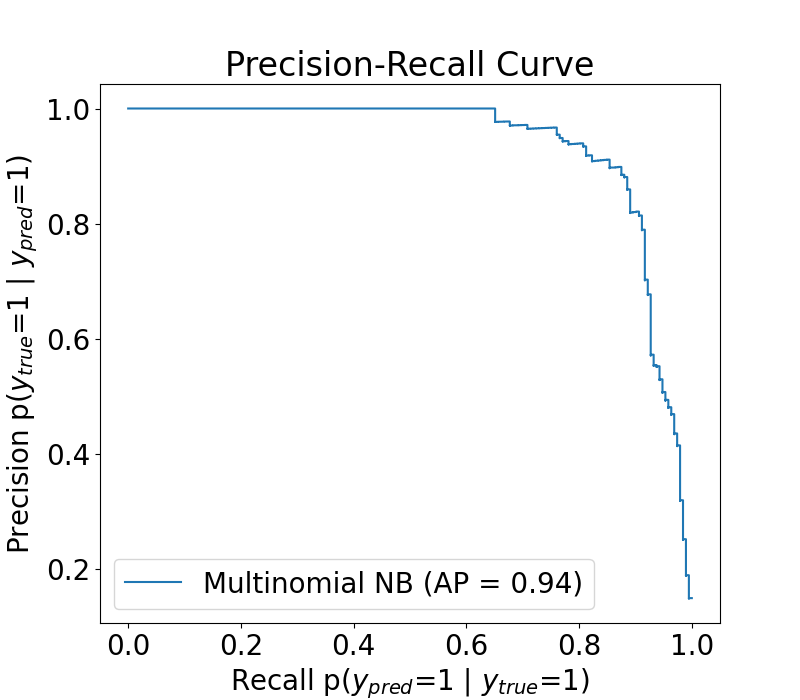 Precision-Recall Curve
Precision p(y_true=1 | y_pred=1)
1.0
0.8
0.6
0.4
0.2
Multinomial NB (AP = 0.94)
0.0 0.2 0.4 0.6 0.8 1.0
Recall p(y_pred=1 | y_true=1)